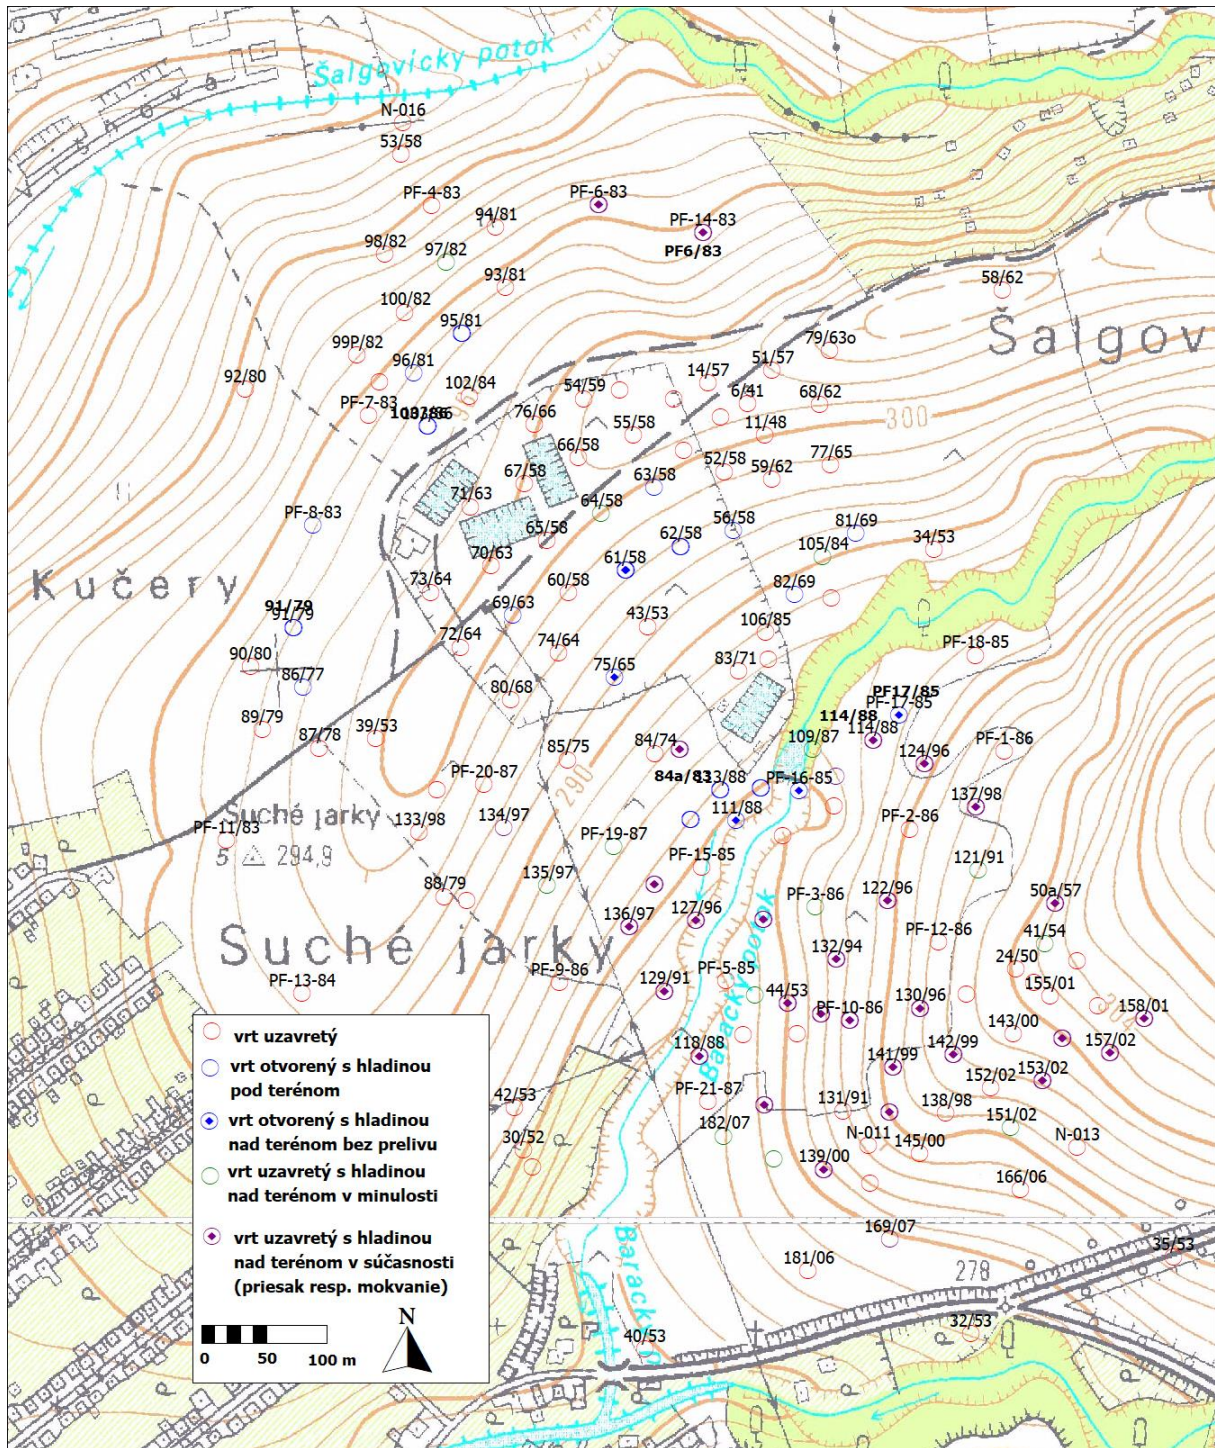 nová
Šalgovický potok
N-016
53/58
PF-4-83
PF-6-83
94/81
PF-14-83
98/82
97/82
PF6/83
93/81
58/62
100/82
95/81
Šalgov
79/63o
99P/82
96/81
51/57
92/80
102/84
54/59
14/57
6/41
68/62
PF-7-83
76/66
55/58
11/48
300
66/58
52/58
59/62
77/65
67/58
63/58
71/63
64/58
PF-8-83
65/58
62/58
56/58
81/69
105/84
34/53
70/63
61/58
Kučery
73/64
60/58
82/69
69/63
91/79
91/79
43/53
106/85
72/64
74/64
PF-18-85
90/80
83/71
86/77
75/65
80/68
PF17/85
PF-17-85
89/79
114/88
114/88
87/78
39/53
85/75
84/74
109/87
124/96
PF-1-86
290
84a/83
113/88
PF-16-85
PF-20-87
137/98
Suché jarky
111/88
PF-11/83
133/98
134/97
PF-19-87
PF-2-86
5 294,9
PF-15-85
121/91
88/79
135/97
PF-3-86
122/96
50a/57
136/97
127/96
Suché jarky
PF-12-86
41/54
132/94
PF-9-86
PF-5-85
24/50
PF-13-84
129/91
44/53
155/01
PF-10-86
130/96
158/01
304
143/00
Baracký potok
118/88
142/99
157/02
141/99
153/02
PF-21-87
152/02
42/53
131/91
138/98
182/07
151/02
30/52
N-011
145/00
N-013
139/00
166/06
169/07
35/53
181/06
278
Barack
32/53
40/53
vrt uzavretý
vrt otvorený s hladinou
pod terénom
vrt otvorený s hladinou
nad terénom bez prelivu
vrt uzavretý s hladinou
nad terénom v minulosti
vrt uzavretý s hladinou
nad terénom v súčasnosti
(priesak resp. mokvanie)
N
0 50 100 m